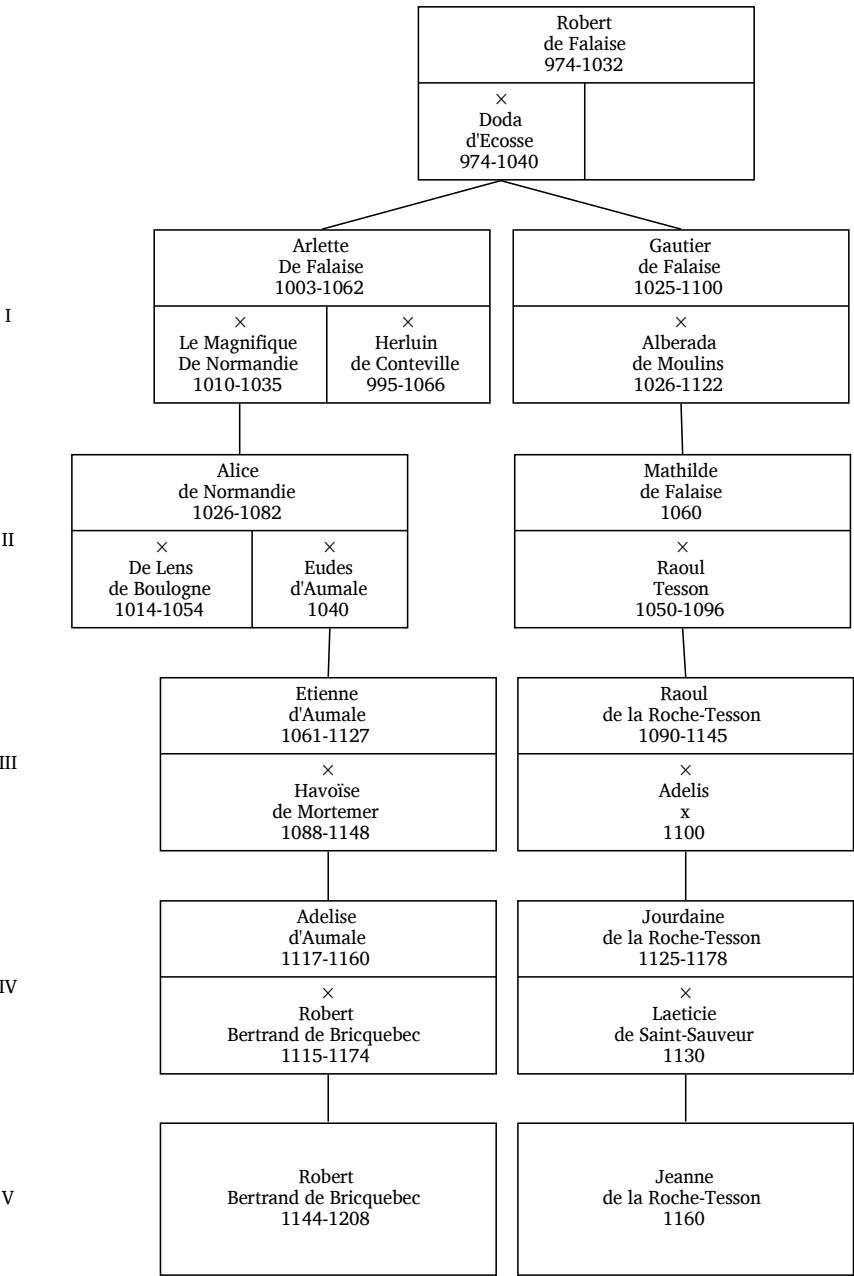 Robert
de Falaise
974-1032
×
Doda
d'Ecosse
974-1040
I
Arlette
De Falaise
1003-1062
×
Le Magnifique
De Normandie
1010-1035
×
Herluin
de Conteville
995-1066
Gautier
de Falaise
1025-1100
×
Alberada
de Moulins
1026-1122
II
Alice
de Normandie
1026-1082
×
De Lens
de Boulogne
1014-1054
×
Eudes
d'Aumale
1040
Mathilde
de Falaise
1060
×
Raoul
Tesson
1050-1096
III
Etienne
d'Aumale
1061-1127
×
Havoïse
de Mortemer
1088-1148
Raoul
de la Roche-Tesson
1090-1145
×
Adelis
x
1100
IV
Adelise
d'Aumale
1117-1160
×
Robert
Bertrand de Bricquebec
1115-1174
Jourdaine
de la Roche-Tesson
1125-1178
×
Laeticie
de Saint-Sauveur
1130
V
Robert
Bertrand de Bricquebec
1144-1208
Jeanne
de la Roche-Tesson
1160